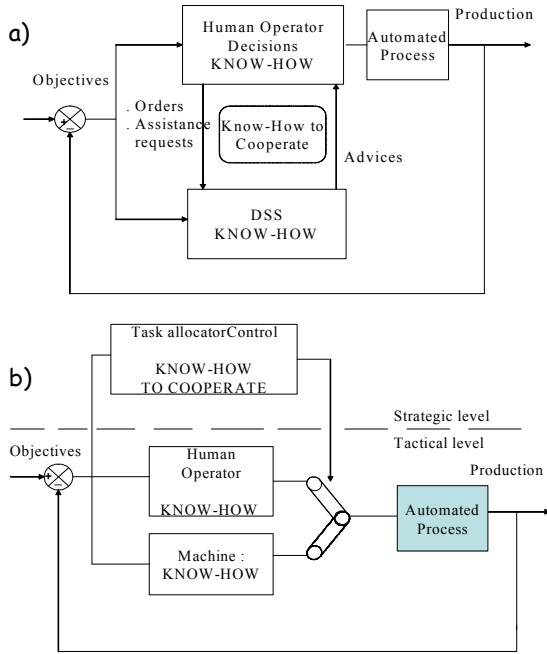 a)
Human Operator
Decisions
KNOW-HOW
Automated
Process
Production
Objectives
+
−
. Orders
. Assistance
requests
Know-How to
Cooperate
Advices
DSS
KNOW-HOW
b)
Task allocatorControl
KNOW-HOW
TO COOPERATE
Strategic level
Tactical level
Objectives
+
−
Human
Operator
KNOW-HOW
Machine :
KNOW-HOW
Automated
Process
Production